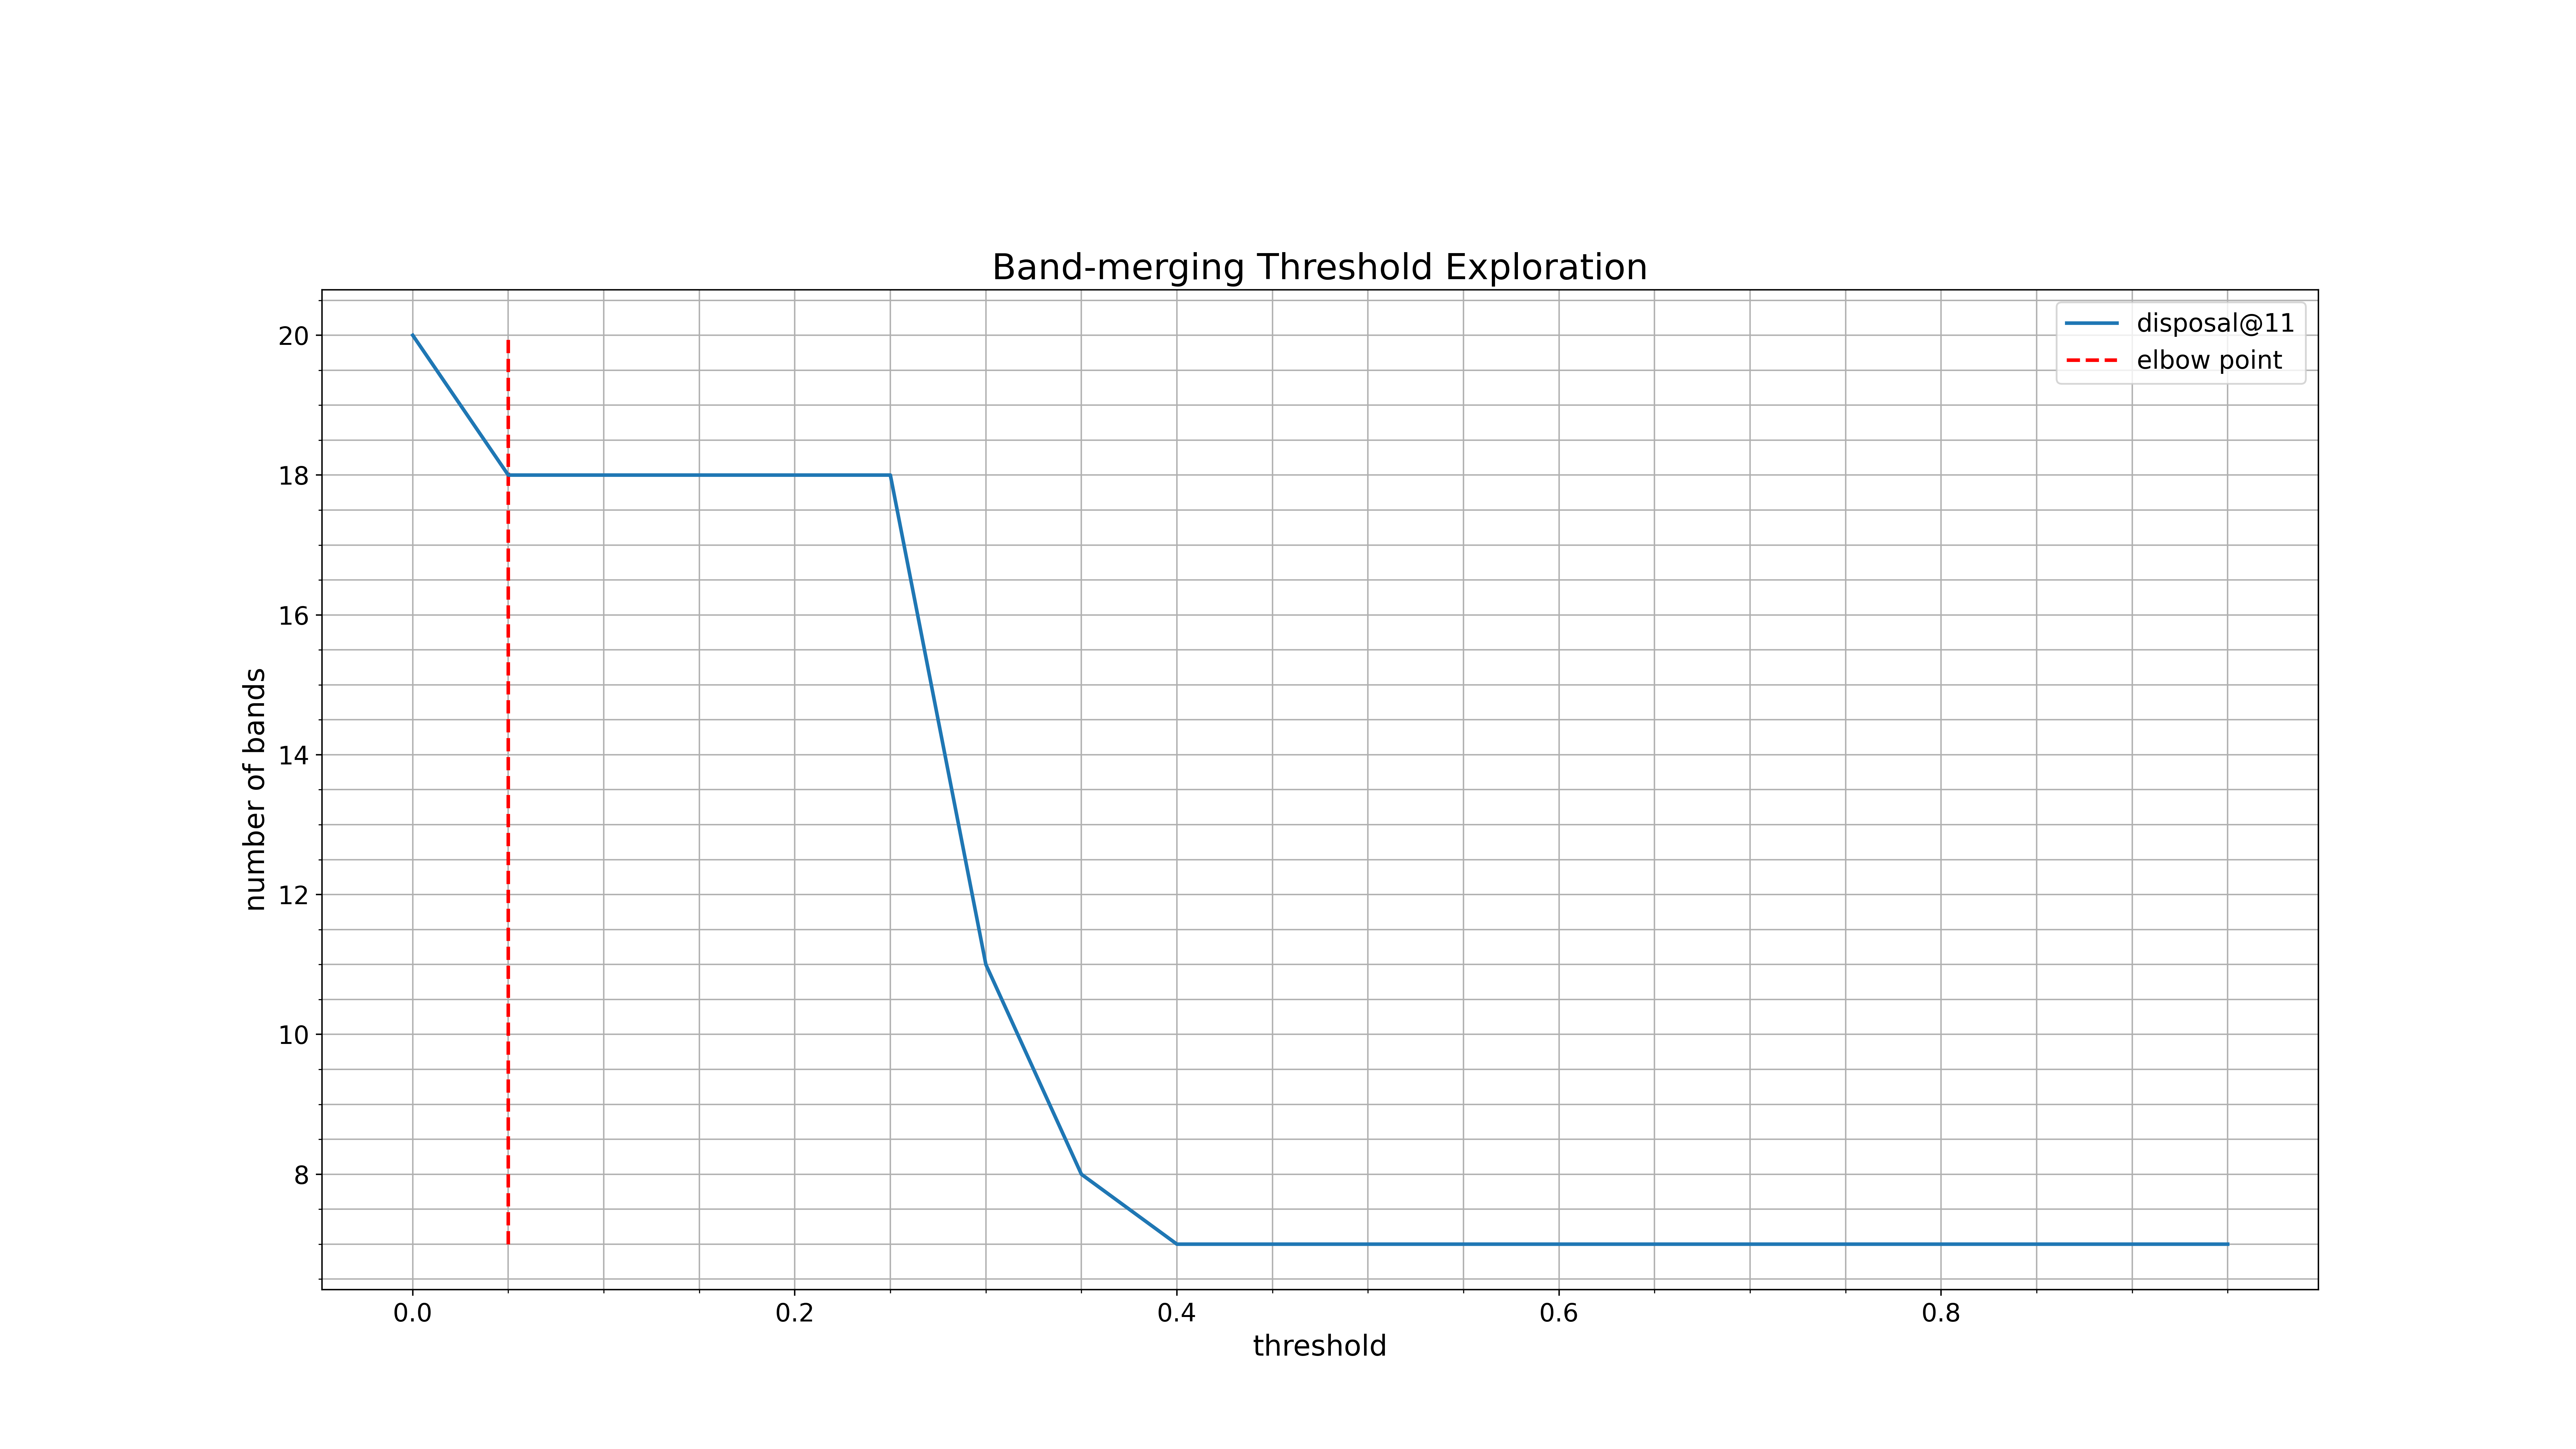 Band-merging Threshold Exploration
disposal@11
elbow point
number of bands
20
18
16
14
12
10
8
0.0
0.2
0.4
0.6
0.8
threshold